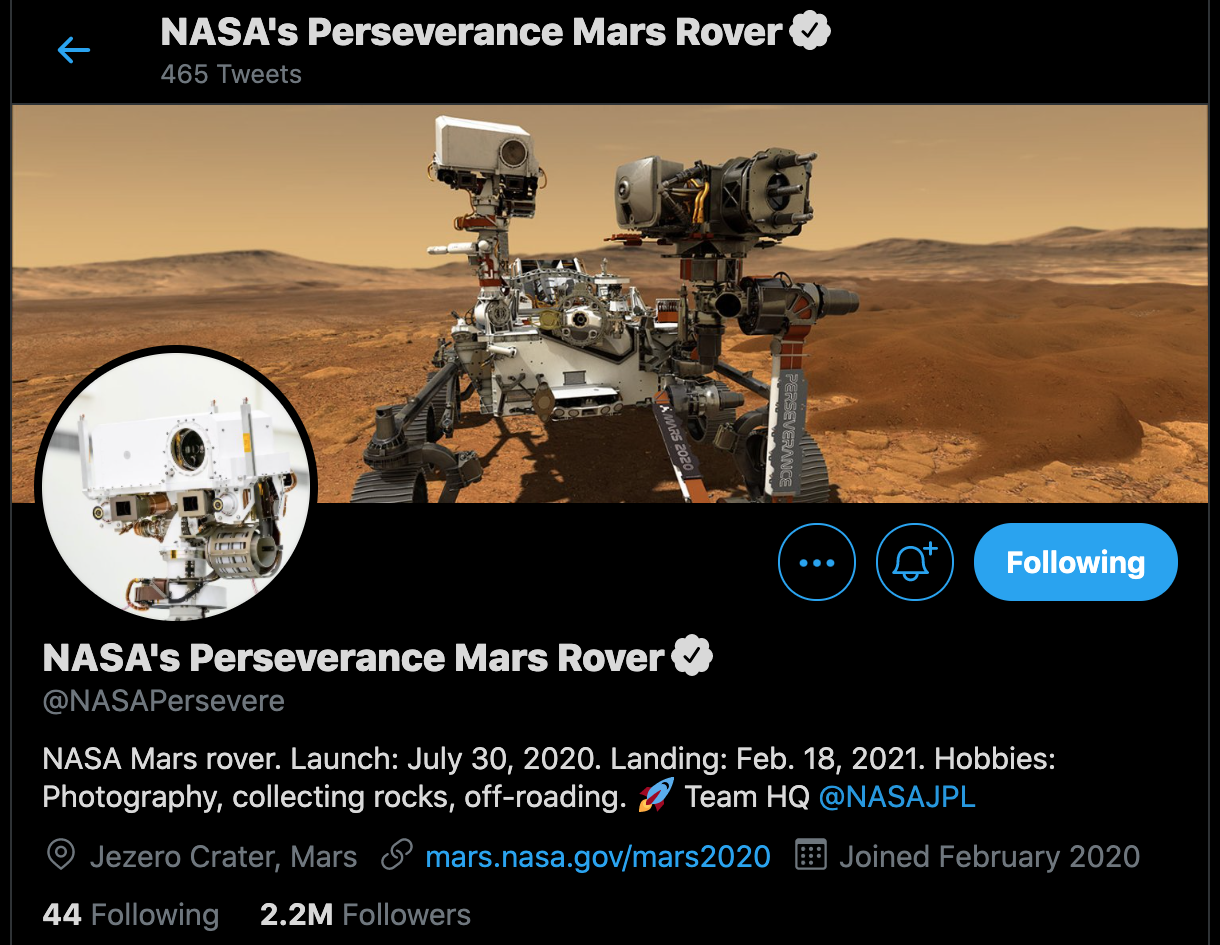 NASA's Perseverance Mars Rover
465 Tweets
PERSEVERANCE
MARS 2020
Following
NASA's Perseverance Mars Rover
@NASAPersevere
NASA Mars rover. Launch: July 30, 2020. Landing: Feb. 18, 2021. Hobbies:
Photography, collecting rocks, off-roading. 🚀 Team HQ @NASAJPL
Jezero Crater, Mars mars.nasa.gov/mars2020 Joined February 2020
44 Following 2.2M Followers